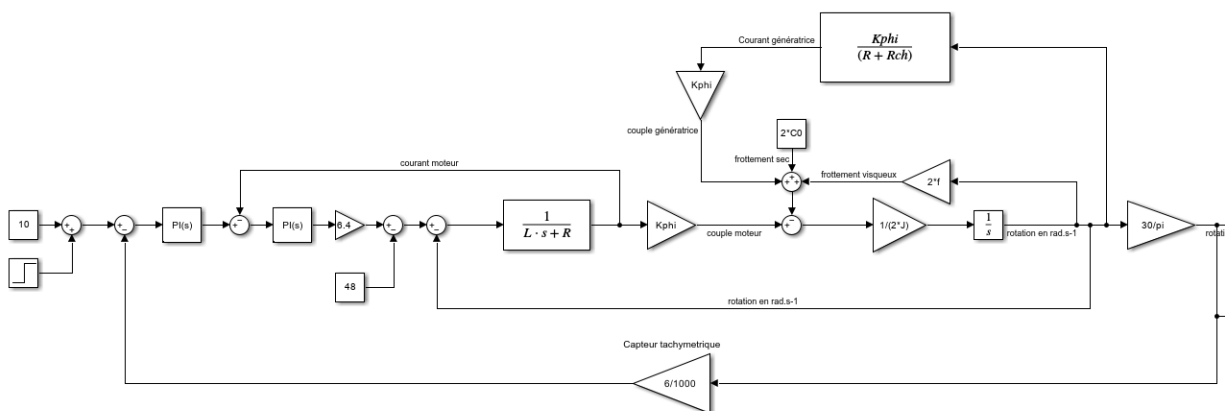 Courant génératrice
Kphi
(R + Rch)
Kphi
couple génératrice
2*C0
frottement sec
courant moteur
frottement visqueux
2*f
10
PI(s)
PI(s)
6.4
1
L · s + R
Kphi
couple moteur
1/(2*J)
1
s
rotation en rad.s-1
30/pi
48
rotation en rad.s-1
Capteur tachymetrique
6/1000